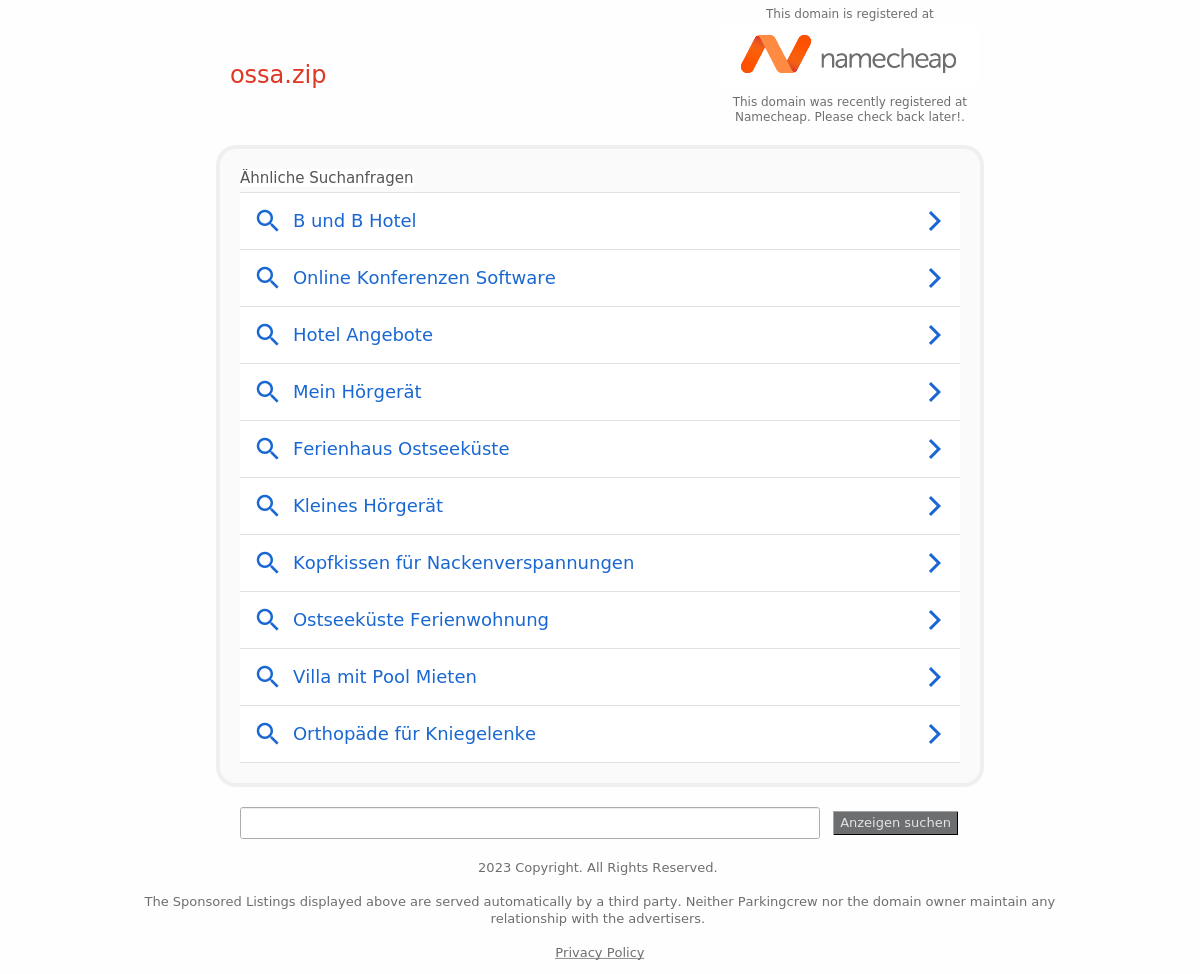 This domain is registered at
namecheap
ossa.zip
This domain was recently registered at
Namecheap. Please check back later!.
Ähnliche Suchanfragen
B und B Hotel
Online Konferenzen Software
Hotel Angebote
Mein Hörgerät
Ferienhaus Ostseeküste
Kleines Hörgerät
Kopfkissen für Nackenverspannungen
Ostseeküste Ferienwohnung
Villa mit Pool Mieten
Orthopäde für Kniegelenke
Anzeigen suchen
2023 Copyright. All Rights Reserved.
The Sponsored Listings displayed above are served automatically by a third party. Neither Parkingcrew nor the domain owner maintain any
relationship with the advertisers.
Privacy Policy